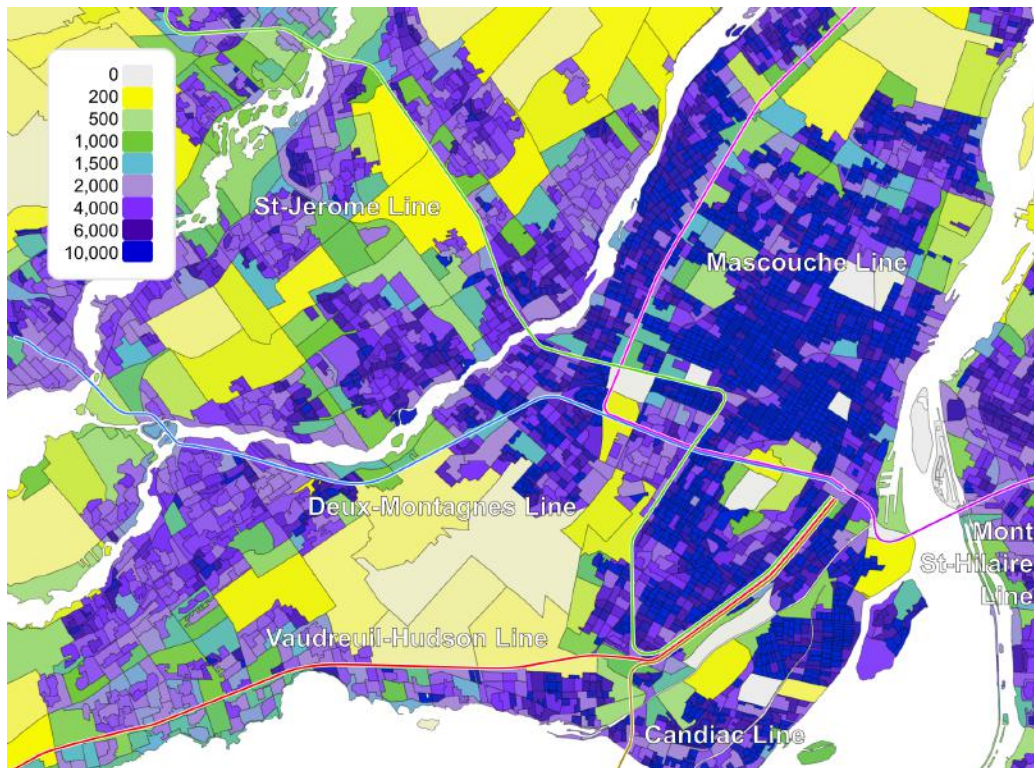 0
200
500
1,000
1,500
2,000
4,000
6,000
10,000
St-Jerome Line
Mascouche Line
Deux-Montagnes Line
Mont
St-Hilaire
Line
Vaudreuil-Hudson Line
Candiac Line